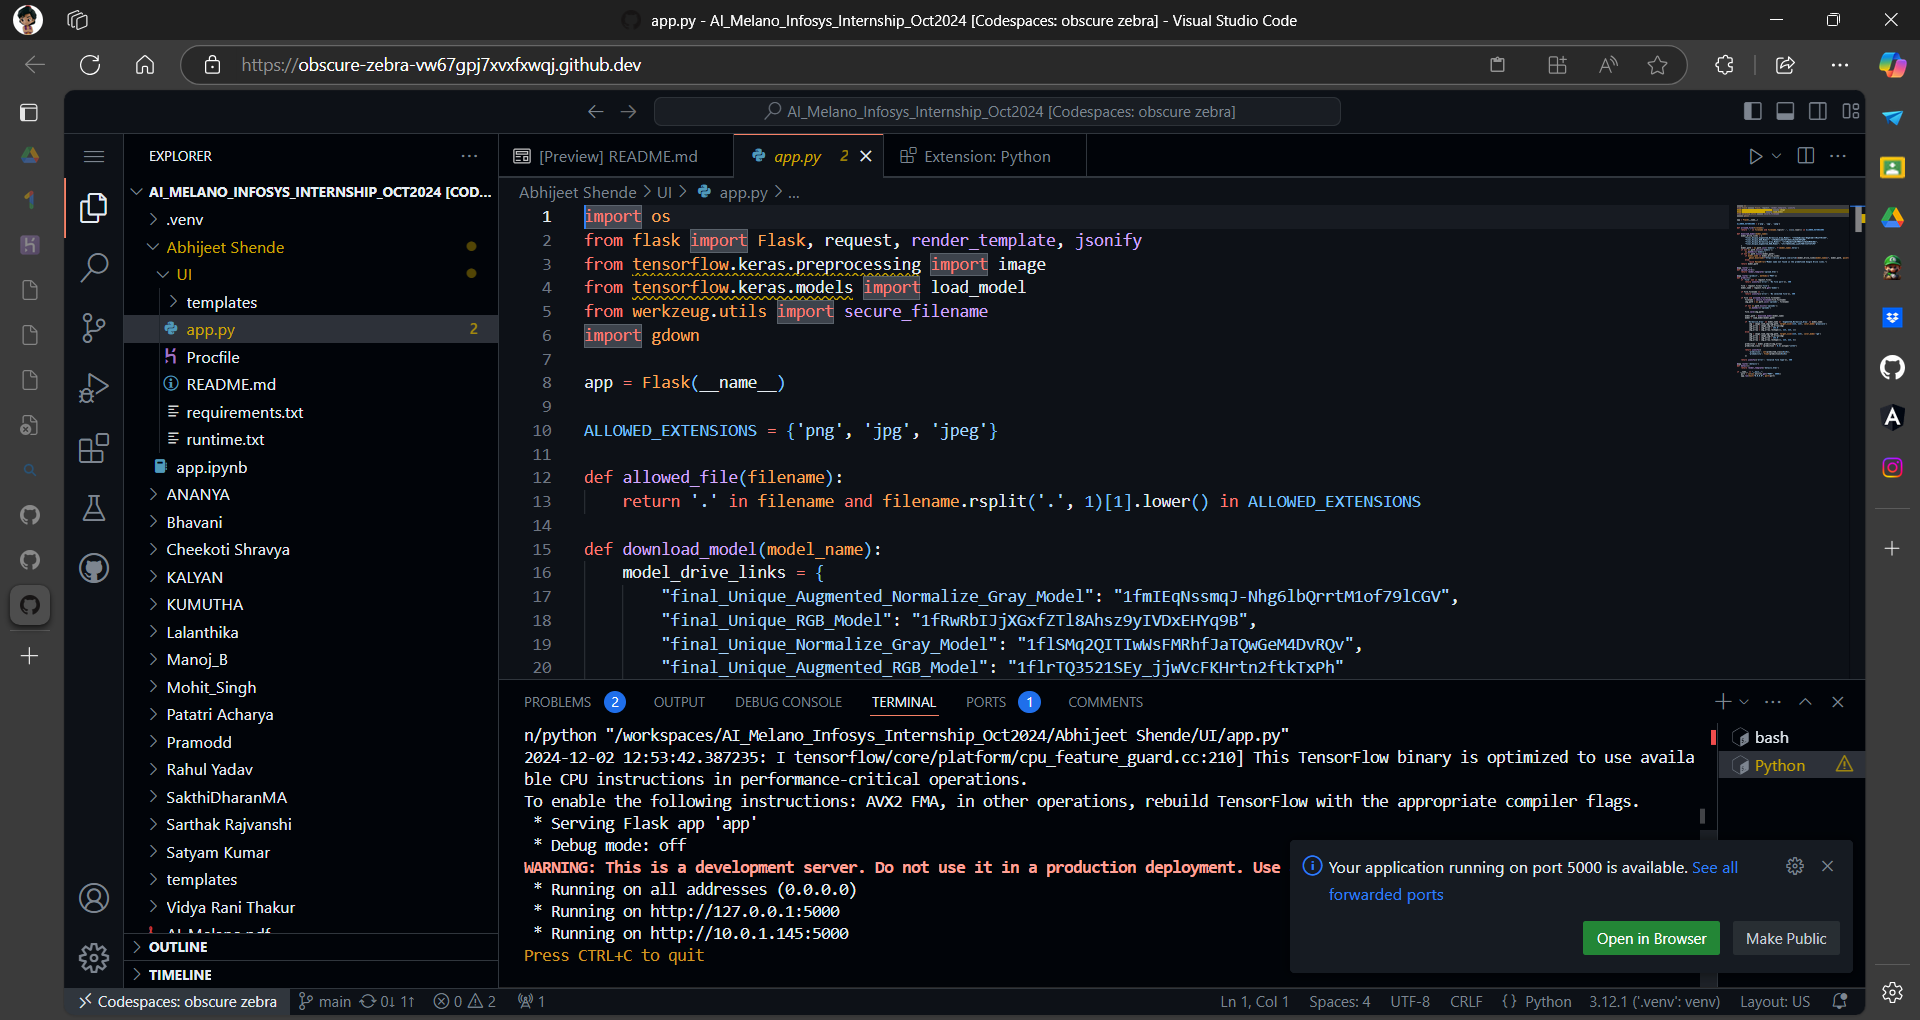 app.py - AI_Melano_Infosys_Internship_Oct2024 [Codespaces: obscure zebra] - Visual Studio Code
https://obscure-zebra-vw67gpj7xvxfxwqj.github.dev
AI_Melano_Infosys_Internship_Oct2024 [Codespaces: obscure zebra]
EXPLORER
AI_MELANO_INFOSYS_INTERNSHIP_OCT2024 [COD...
.venv
Abhijeet Shende
UI
templates
app.py 2
Procfile
README.md
requirements.txt
runtime.txt
app.ipynb
ANANYA
Bhavani
Cheekoti Shravya
KALYAN
KUMUTHA
Lalanthika
Manoj_B
Mohit_Singh
Patatri Acharya
Pramodd
Rahul Yadav
SakthiDharanMA
Sarthak Rajvanshi
Satyam Kumar
templates
Vidya Rani Thakur
OUTLINE
TIMELINE
[Preview] README.md
app.py 2
Extension: Python
Abhijeet Shende > UI > app.py > ...
1 import os
2 from flask import Flask, request, render_template, jsonify
3 from tensorflow.keras.preprocessing import image
4 from tensorflow.keras.models import load_model
5 from werkzeug.utils import secure_filename
6 import gdown
7
8 app = Flask(__name__)
9
10 ALLOWED_EXTENSIONS = {'png', 'jpg', 'jpeg'}
11
12 def allowed_file(filename):
13 return '.' in filename and filename.rsplit('.', 1)[1].lower() in ALLOWED_EXTENSIONS
14
15 def download_model(model_name):
16 model_drive_links = {
17 "final_Unique_Augmented_Normalize_Gray_Model": "1fmIEqNssmqJ-Nhg6lbQrrtM1of79lCGV",
18 "final_Unique_RGB_Model": "1fRwRbIJjXGxfZTl8Ahsz9yIVDxEHYq9B",
19 "final_Unique_Normalize_Gray_Model": "1flSMq2QITIwWsFMRhfJaTQwGeM4DvRQv",
20 "final_Unique_Augmented_RGB_Model": "1flrTQ3521SEy_jjwVcFKHrtn2ftkTxPh"
PROBLEMS 2 OUTPUT DEBUG CONSOLE TERMINAL PORTS 1 COMMENTS
n/python "/workspaces/AI_Melano_Infosys_Internship_Oct2024/Abhijeet Shende/UI/app.py"
2024-12-02 12:53:42.387235: I tensorflow/core/platform/cpu_feature_guard.cc:210] This TensorFlow binary is optimized to use availa
ble CPU instructions in performance-critical operations.
To enable the following instructions: AVX2 FMA, in other operations, rebuild TensorFlow with the appropriate compiler flags.
* Serving Flask app 'app'
* Debug mode: off
WARNING: This is a development server. Do not use it in a production deployment. Use
* Running on all addresses (0.0.0.0)
* Running on http://127.0.0.1:5000
* Running on http://10.0.1.145:5000
Press CTRL+C to quit
bash
Python
Your application running on port 5000 is available. See all
forwarded ports
Open in Browser
Make Public
Codespaces: obscure zebra main 0↓ 1↑ 0 2 1
Ln 1, Col 1 Spaces: 4 UTF-8 CRLF {} Python 3.12.1 ('.venv': venv) Layout: US